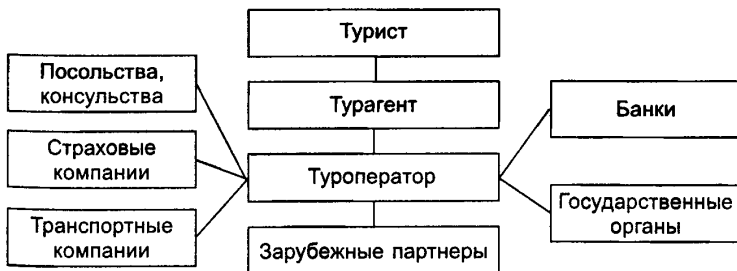 Турист
Посольства,
консульства
Турагент
Банки
Страховые
компании
Туроператор
Государственные
органы
Транспортные
компании
Зарубежные партнеры